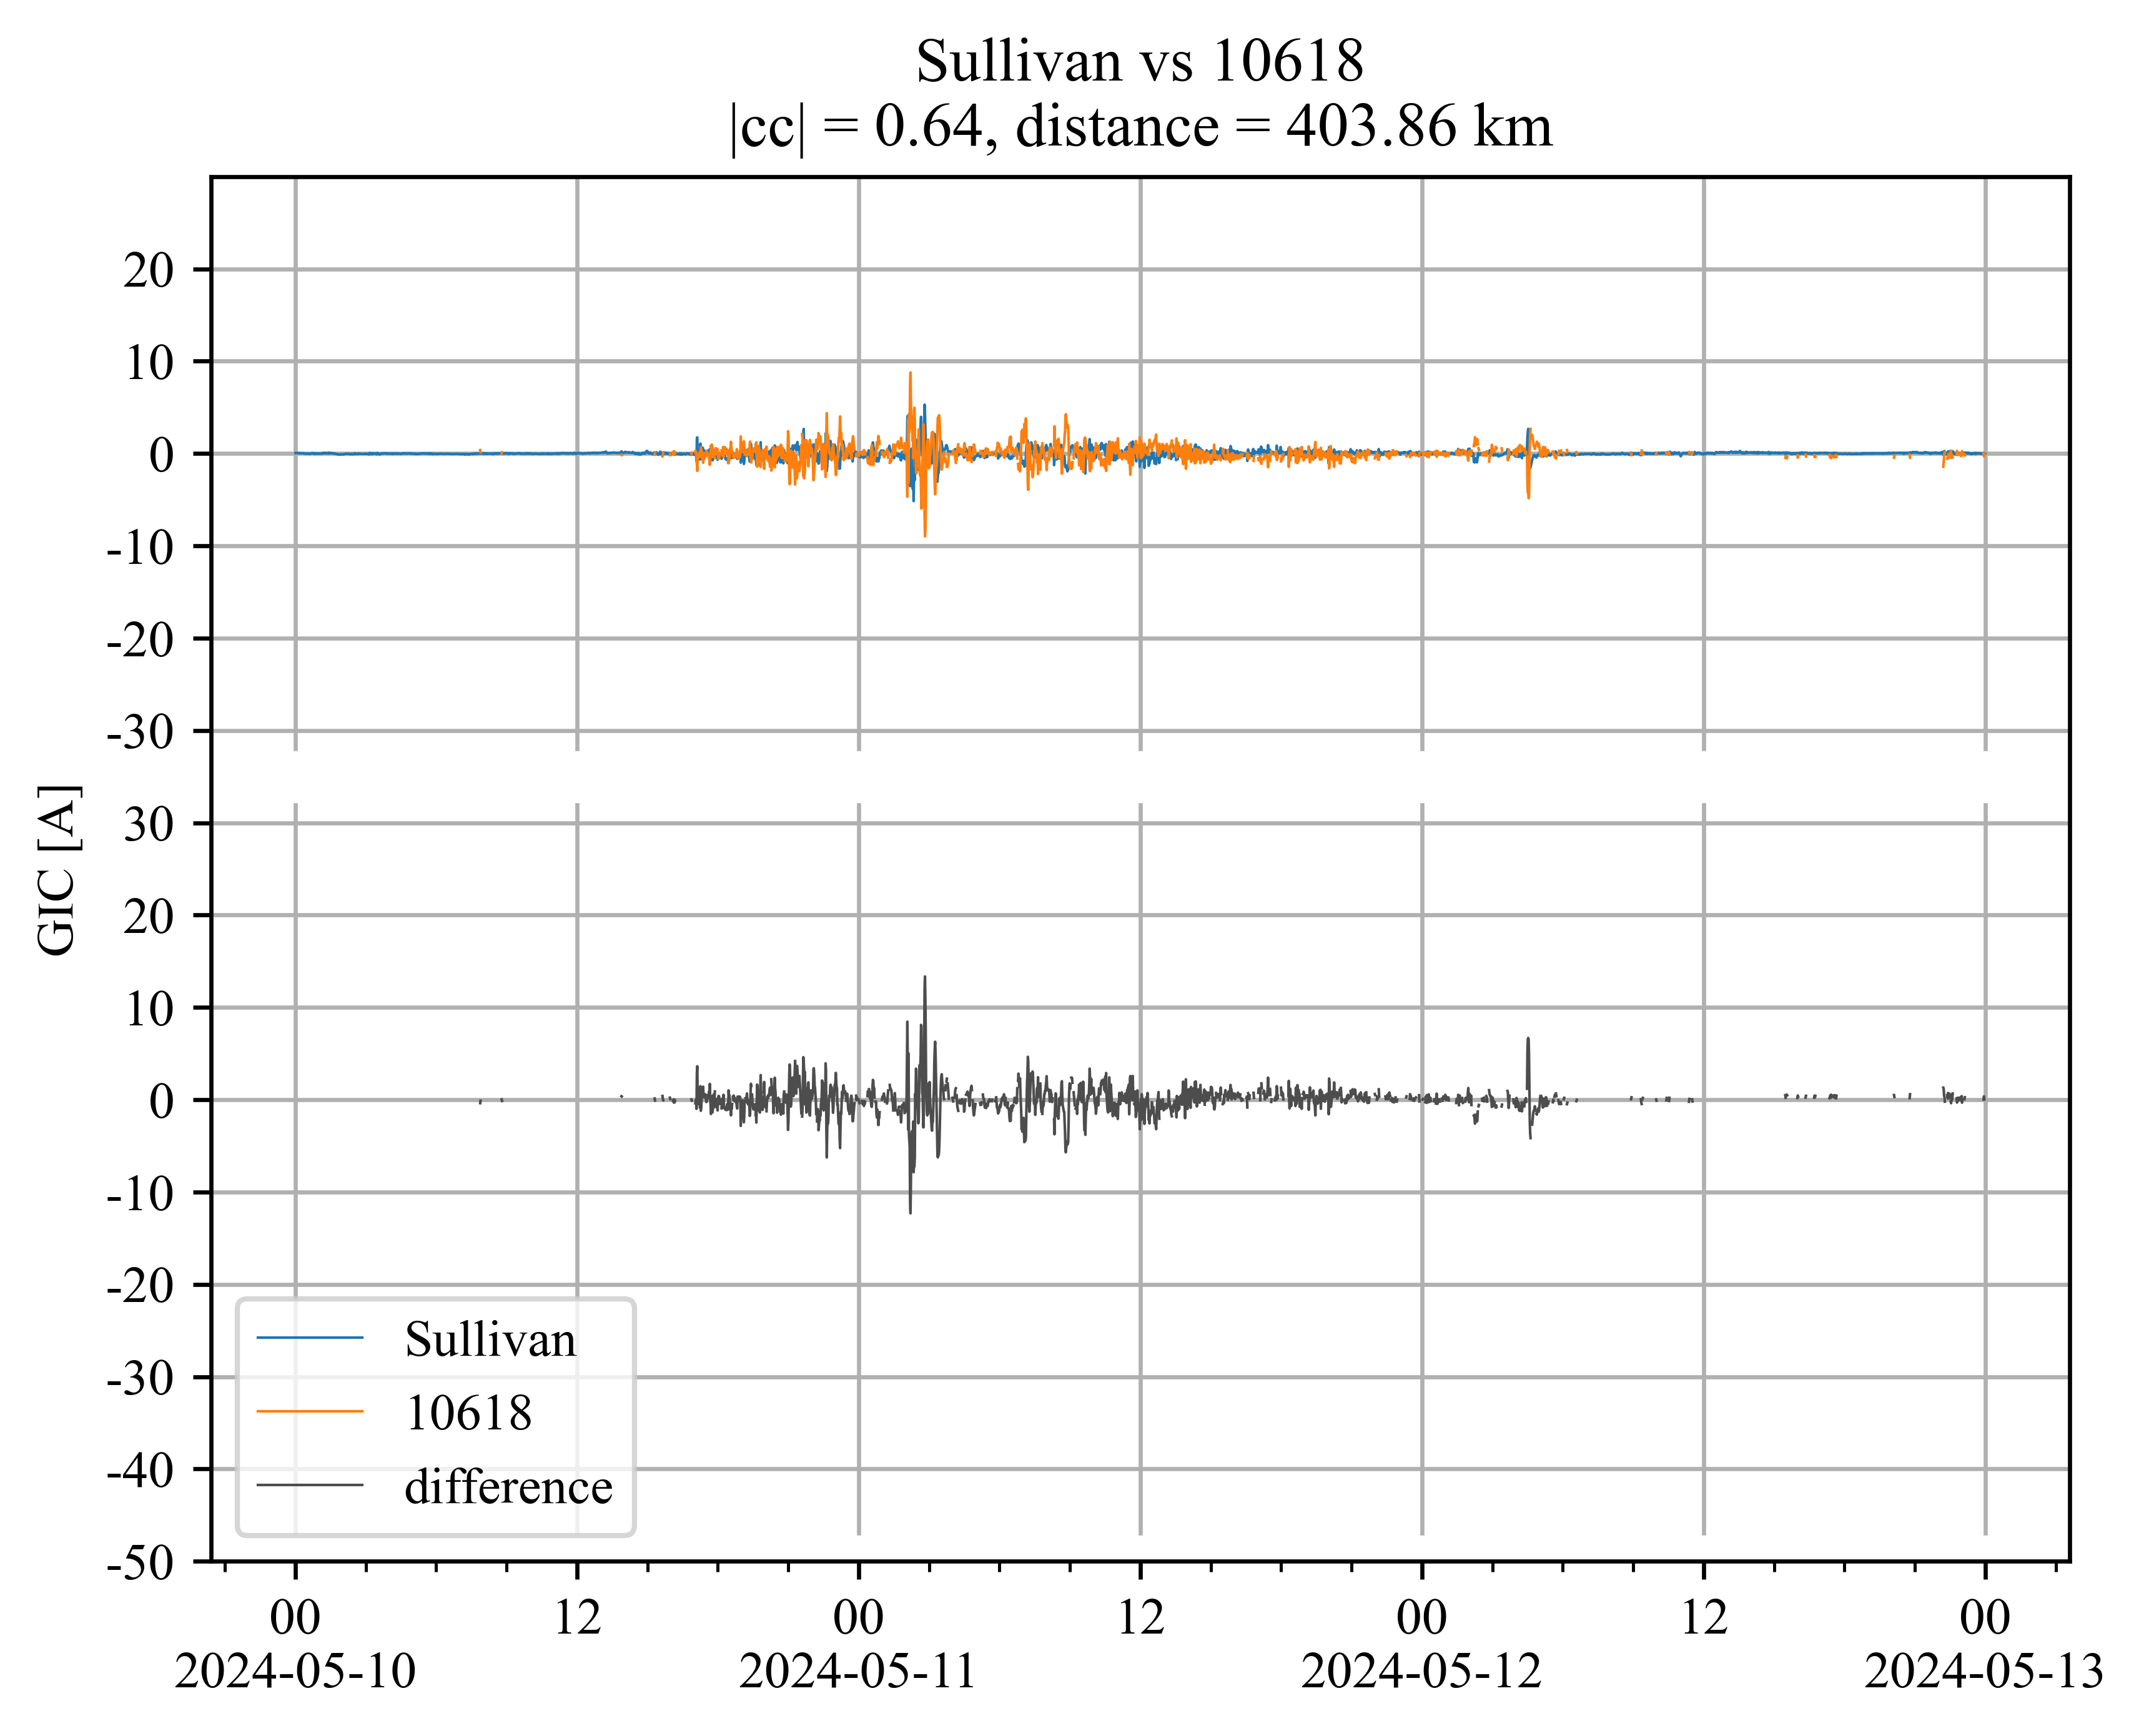 Sullivan vs 10618
|cc| = 0.64, distance = 403.86 km
GIC [A]
20
10
0
-10
-20
-30
30
20
10
0
-10
-20
-30
-40
-50
Sullivan
10618
difference
00 12 00 12 00 12 00
2024-05-10 2024-05-11 2024-05-12 2024-05-13